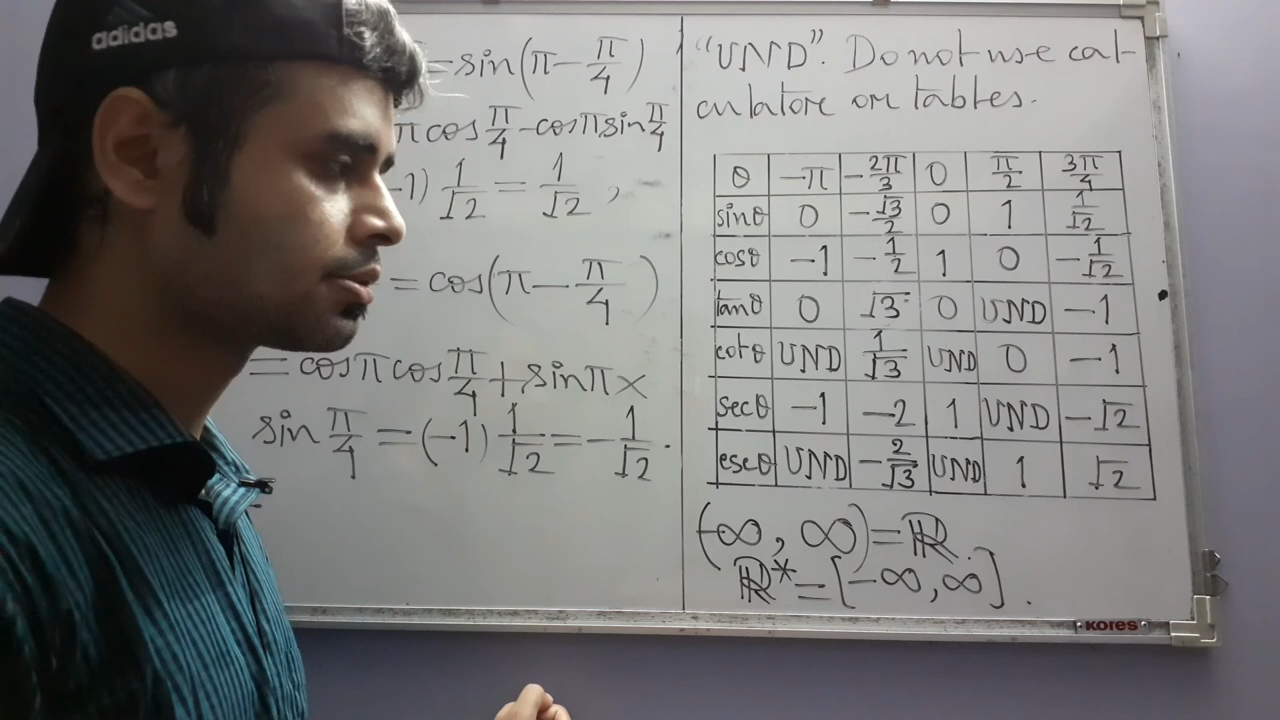 adidas
= sin(π − π/4)
π cos π/4 − cosπ sin π/4
−1) 1/√2 = 1/√2 ,
= cos(π − π/4)
= cosπ cos π/4 + sinπ ×
sin π/4 = (−1) 1/√2 = − 1/√2 .
"UND". Do not use cal-
culators or tables.
θ −π −2π/3 0 π/2 3π/4
sinθ 0 −√3/2 0 1 1/√2
cosθ −1 −1/2 1 0 −1/√2
tanθ 0 √3 0 UND −1
cotθ UND 1/√3 UND 0 −1
secθ −1 −2 1 UND −√2
cscθ UND −2/√3 UND 1 √2
(−∞, ∞) = ℝ.
ℝ* = [−∞, ∞].
KORES